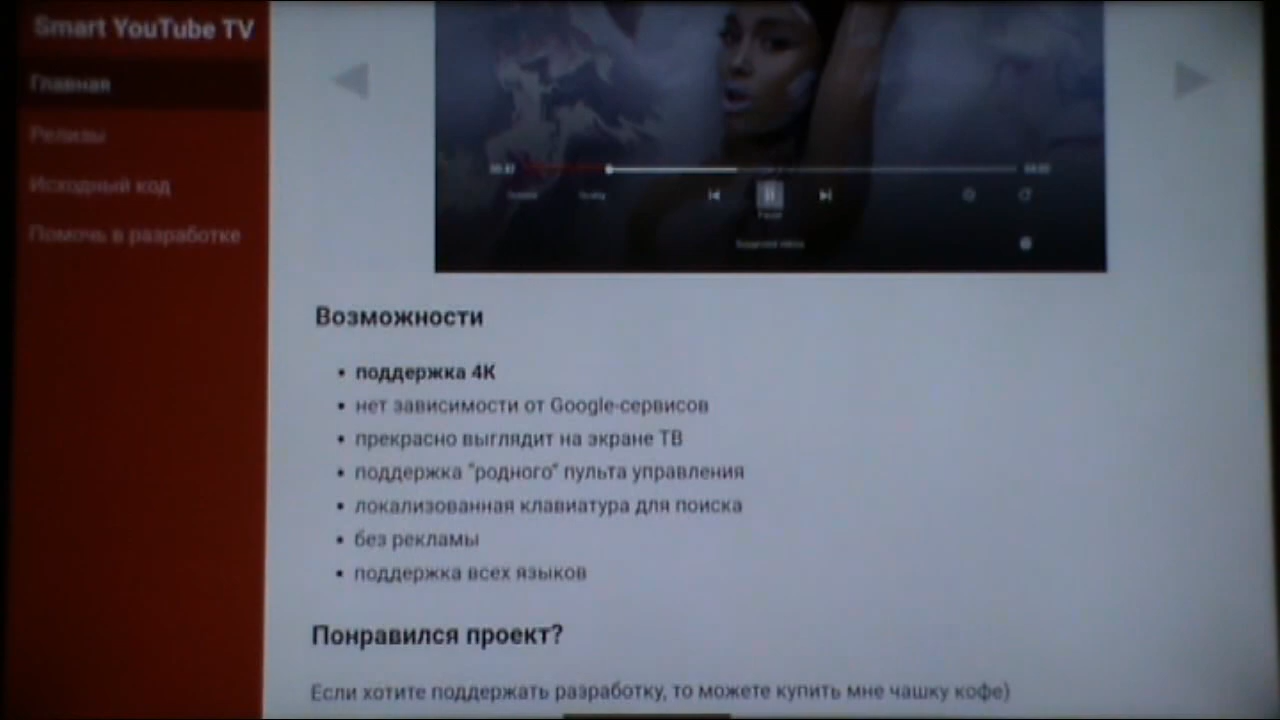 Smart YouTube TV
Главная
Релизы
Исходный код
Помочь в разработке
Pause
Возможности
• поддержка 4K
• нет зависимости от Google-сервисов
• прекрасно выглядит на экране ТВ
• поддержка "родного" пульта управления
• локализованная клавиатура для поиска
• без рекламы
• поддержка всех языков
Понравился проект?
Если хотите поддержать разработку, то можете купить мне чашку кофе)